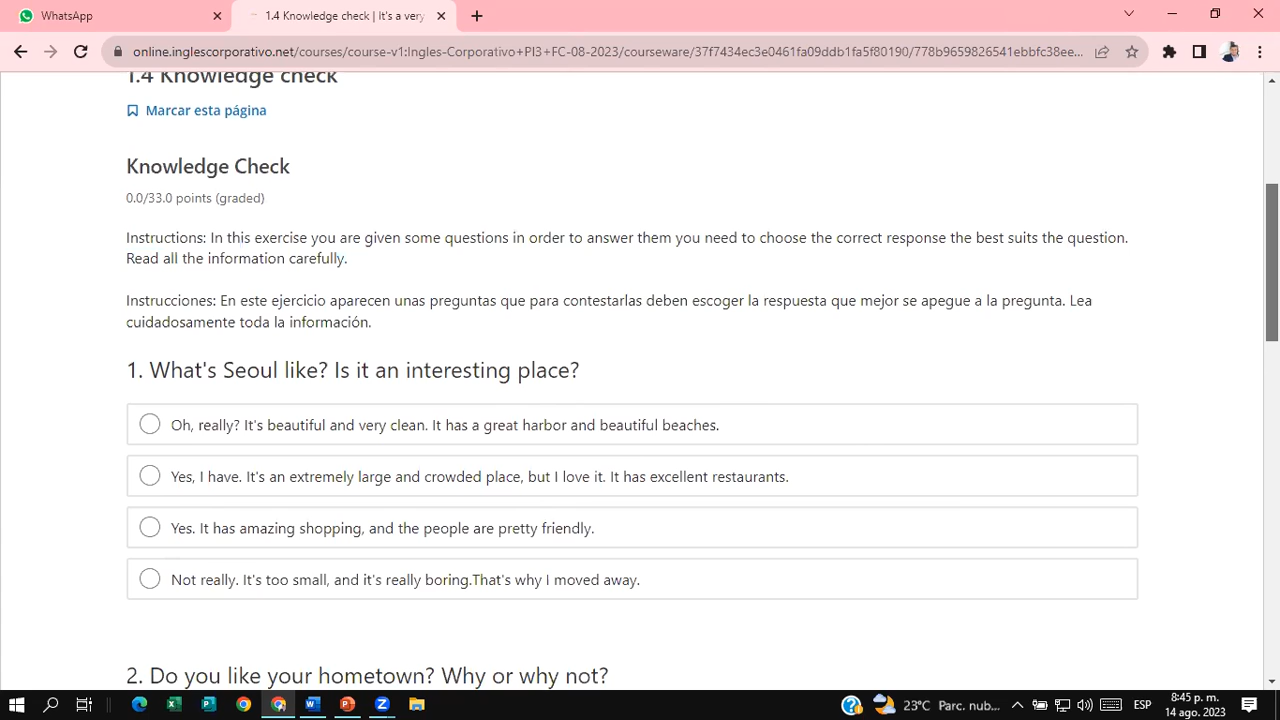 WhatsApp
1.4 Knowledge check | It's a very
online.inglescorporativo.net/courses/course-v1:Ingles-Corporativo+PI3+FC-08-2023/courseware/37f7434ec3e0461fa09ddb1fa5f80190/778b9659826541ebbfc38ee...
1.4 Knowledge check
Marcar esta página
Knowledge Check
0.0/33.0 points (graded)
Instructions: In this exercise you are given some questions in order to answer them you need to choose the correct response the best suits the question.
Read all the information carefully.
Instrucciones: En este ejercicio aparecen unas preguntas que para contestarlas deben escoger la respuesta que mejor se apegue a la pregunta. Lea
cuidadosamente toda la información.
1. What's Seoul like? Is it an interesting place?
Oh, really? It's beautiful and very clean. It has a great harbor and beautiful beaches.
Yes, I have. It's an extremely large and crowded place, but I love it. It has excellent restaurants.
Yes. It has amazing shopping, and the people are pretty friendly.
Not really. It's too small, and it's really boring.That's why I moved away.
2. Do you like your hometown? Why or why not?
23°C Parc. nub...
ESP
8:45 p. m.
14 ago. 2023